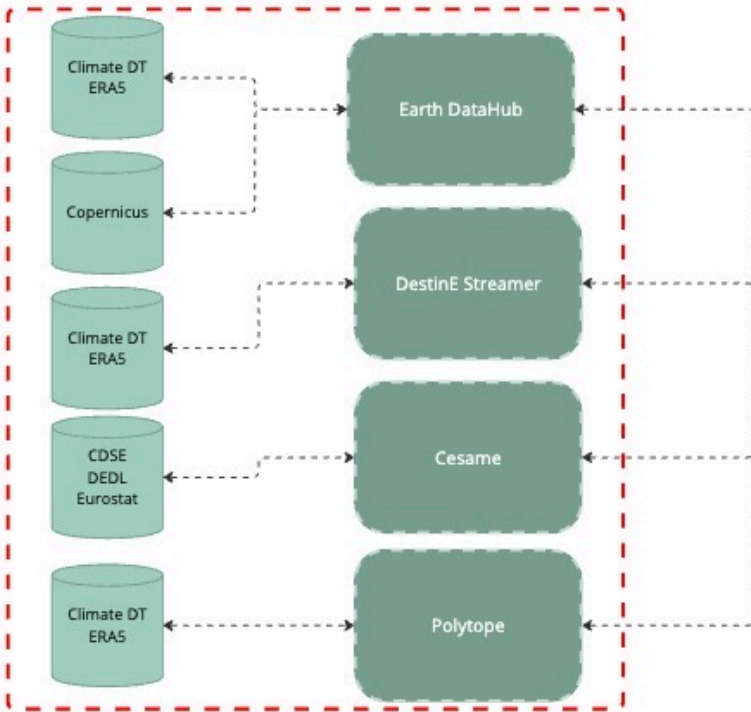 Climate DT
ERA5
Earth DataHub
Copernicus
DestinE Streamer
Climate DT
ERA5
CDSE
DEDL
Eurostat
Cesame
Climate DT
ERA5
Polytope